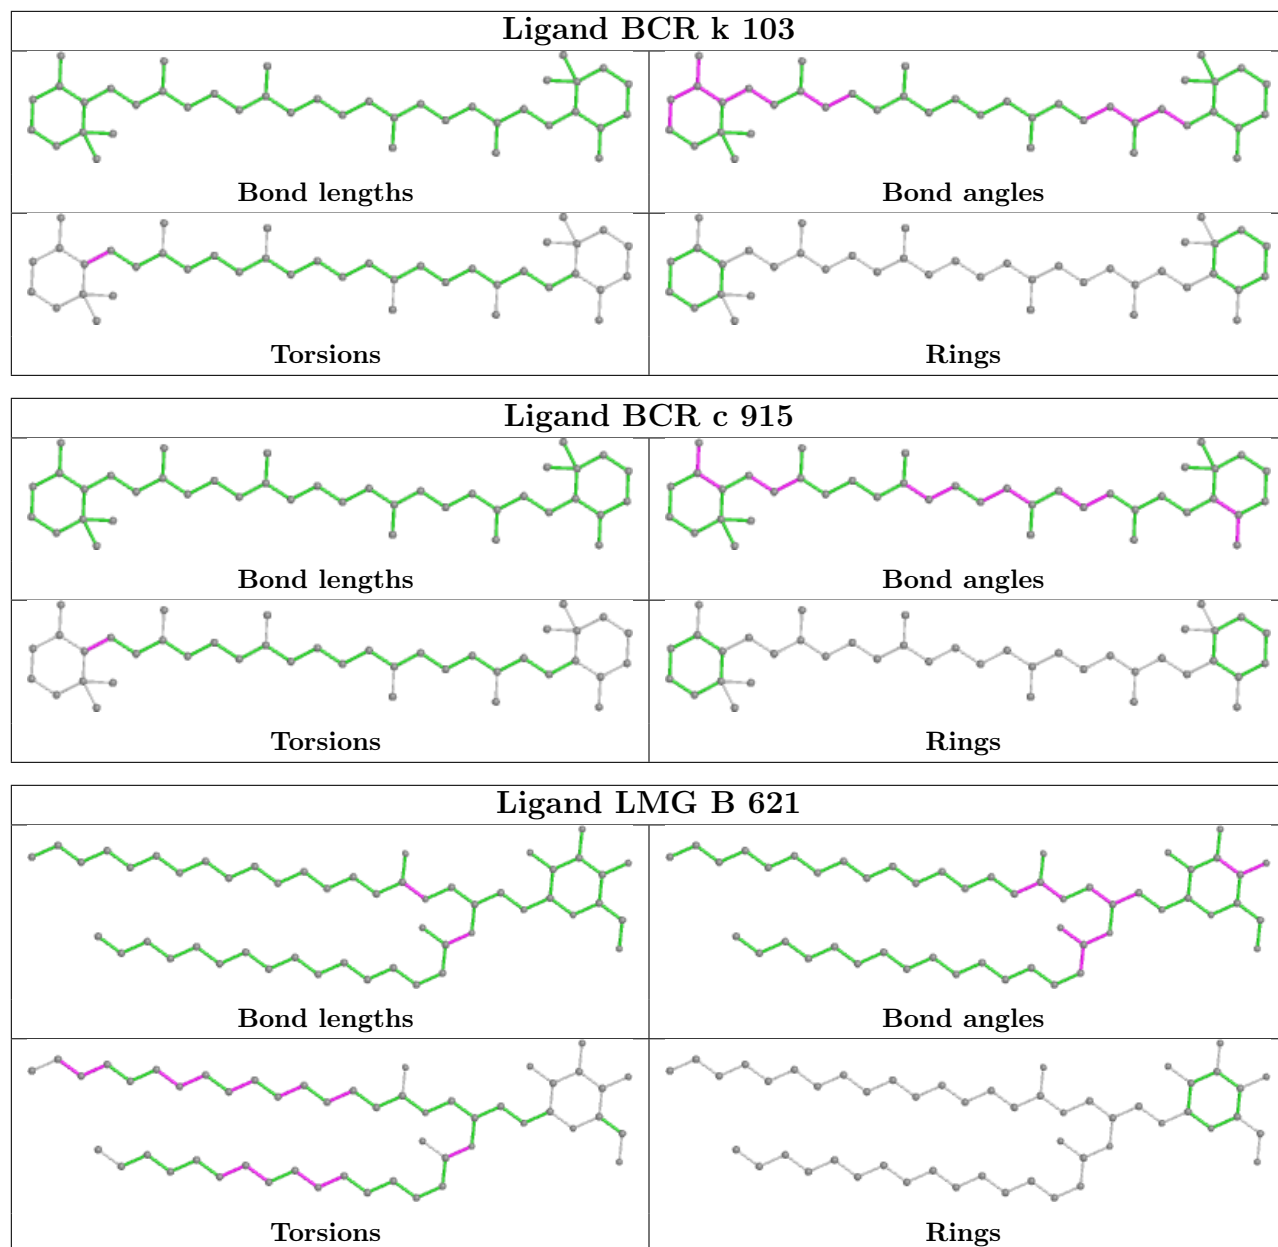 Ligand BCR k 103
Bond lengths
Bond angles
Torsions
Rings
Ligand BCR c 915
Bond lengths
Bond angles
Torsions
Rings
Ligand LMG B 621
Bond lengths
Bond angles
Torsions
Rings